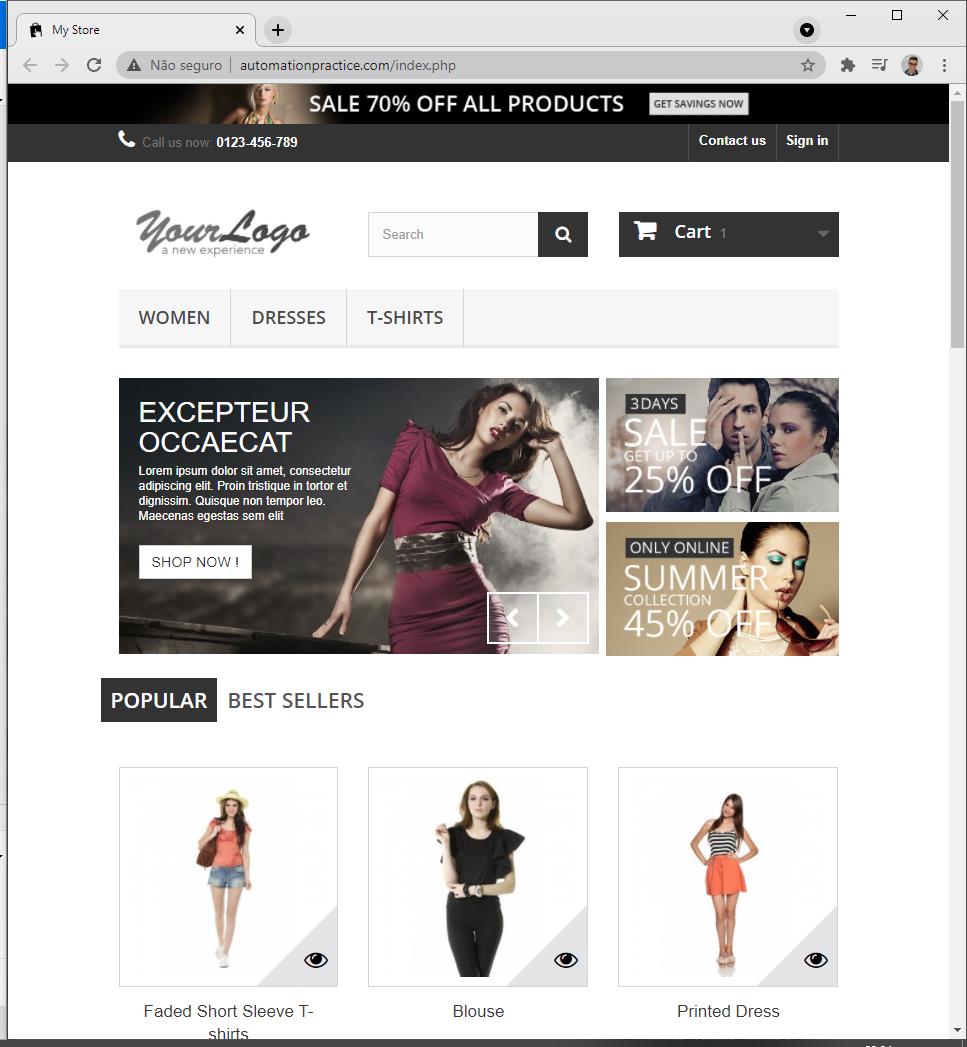 My Store
Não seguro | automationpractice.com/index.php
SALE 70% OFF ALL PRODUCTS GET SAVINGS NOW
Call us now: 0123-456-789 Contact us Sign in
YourLogo
a new experience
Search
Cart 1
WOMEN DRESSES T-SHIRTS
EXCEPTEUR
OCCAECAT
Lorem ipsum dolor sit amet, consectetur
adipiscing elit. Proin tristique in tortor et
dignissim. Quisque non tempor leo.
Maecenas egestas sem elit
SHOP NOW !
3DAYS
SALE
GET UP TO
25% OFF
ONLY ONLINE
SUMMER
COLLECTION
45% OFF
POPULAR BEST SELLERS
Faded Short Sleeve T-
shirts
Blouse
Printed Dress